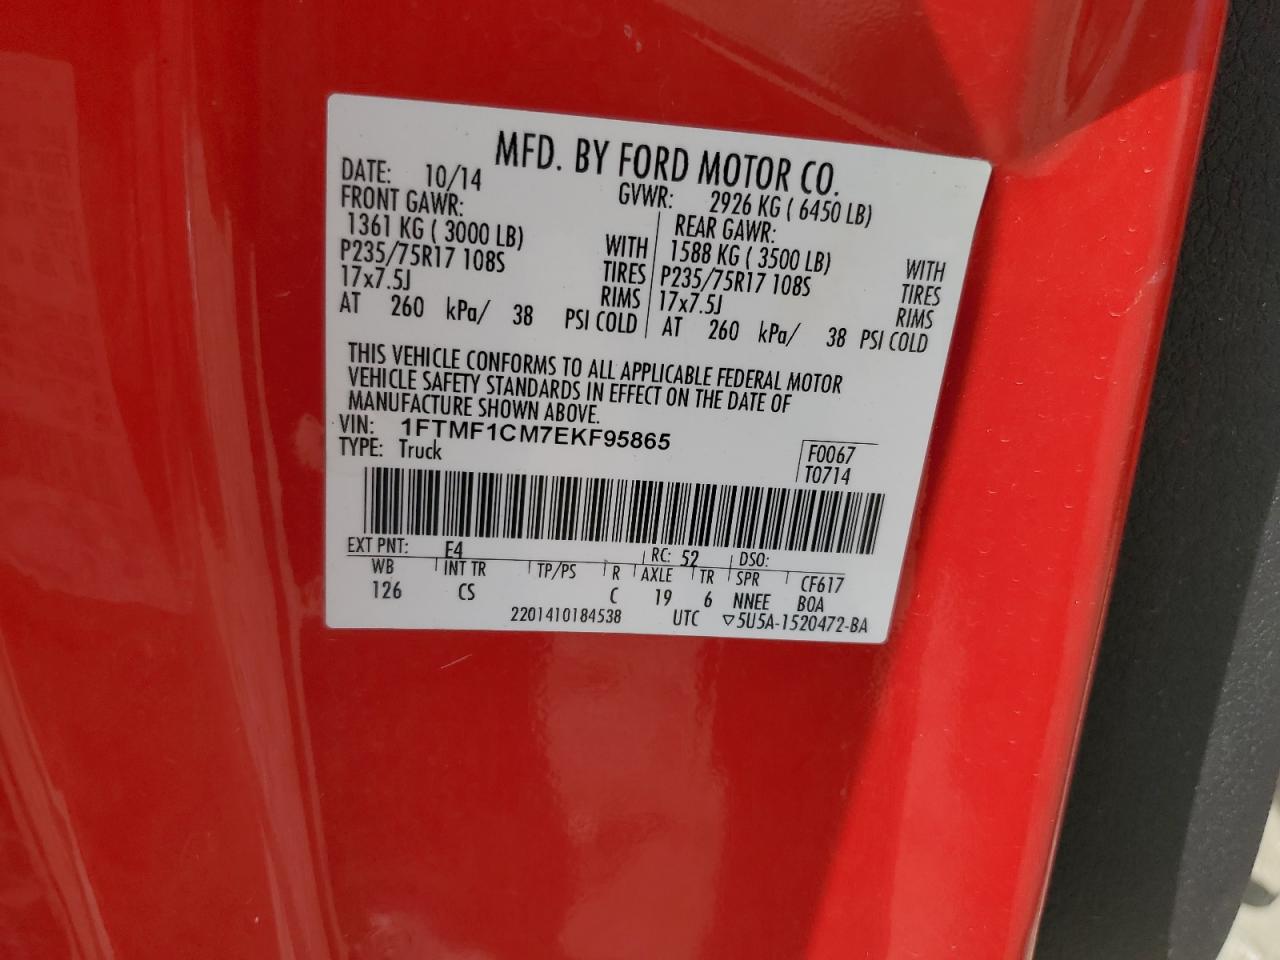 MFD. BY FORD MOTOR CO.
DATE: 10/14 GVWR: 2926 KG ( 6450 LB)
FRONT GAWR: REAR GAWR:
1361 KG ( 3000 LB) WITH 1588 KG ( 3500 LB) WITH
P235/75R17 108S TIRES P235/75R17 108S TIRES
17x7.5J RIMS 17x7.5J RIMS
AT 260 kPa/ 38 PSI COLD AT 260 kPa/ 38 PSI COLD
THIS VEHICLE CONFORMS TO ALL APPLICABLE FEDERAL MOTOR
VEHICLE SAFETY STANDARDS IN EFFECT ON THE DATE OF
MANUFACTURE SHOWN ABOVE.
VIN: 1FTMF1CM7EKF95865
TYPE: Truck F0067
T0714
EXT PNT: E4 RC: 52 DSO:
WB INT TR TP/PS R AXLE TR SPR CF617
126 CS C 19 6 NNEE BOA
2201410184538 UTC ▽5U5A-1520472-BA